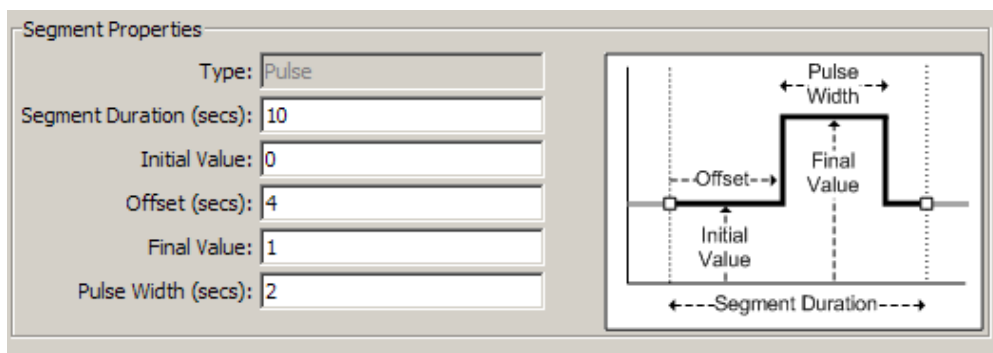 Segment Properties
Type: Pulse
Segment Duration (secs): 10
Initial Value: 0
Offset (secs): 4
Final Value: 1
Pulse Width (secs): 2
Pulse
Width
Offset
Final
Value
Initial
Value
Segment Duration